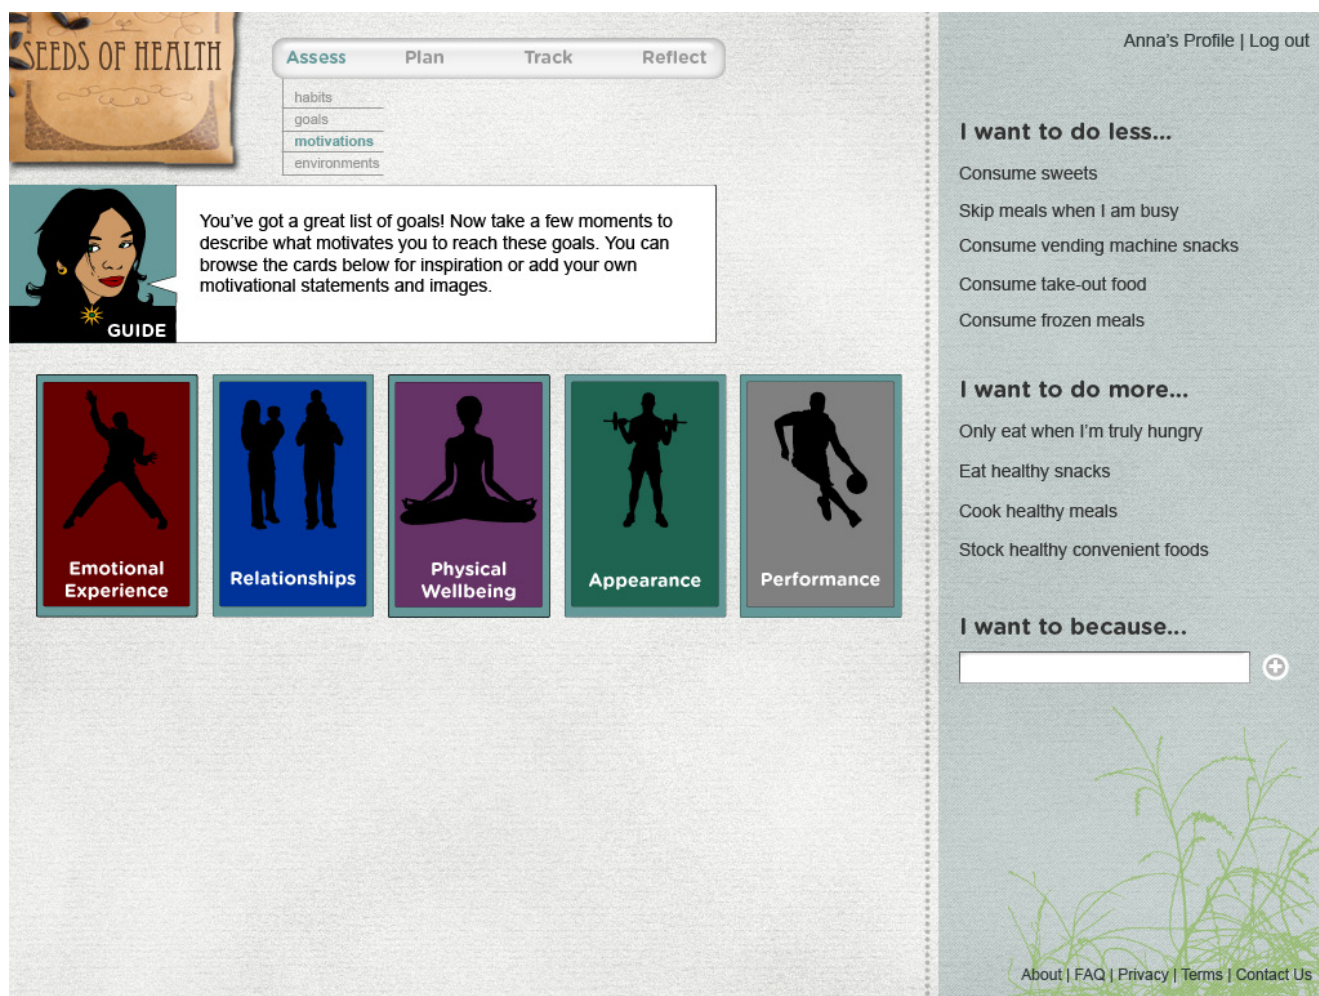 SEEDS OF HEALTH
Assess Plan Track Reflect
habits
goals
motivations
environments
GUIDE
You've got a great list of goals! Now take a few moments to
describe what motivates you to reach these goals. You can
browse the cards below for inspiration or add your own
motivational statements and images.
Emotional
Experience
Relationships
Physical
Wellbeing
Appearance
Performance
Anna's Profile | Log out
I want to do less...
Consume sweets
Skip meals when I am busy
Consume vending machine snacks
Consume take-out food
Consume frozen meals
I want to do more...
Only eat when I'm truly hungry
Eat healthy snacks
Cook healthy meals
Stock healthy convenient foods
I want to because...
About | FAQ | Privacy | Terms | Contact Us